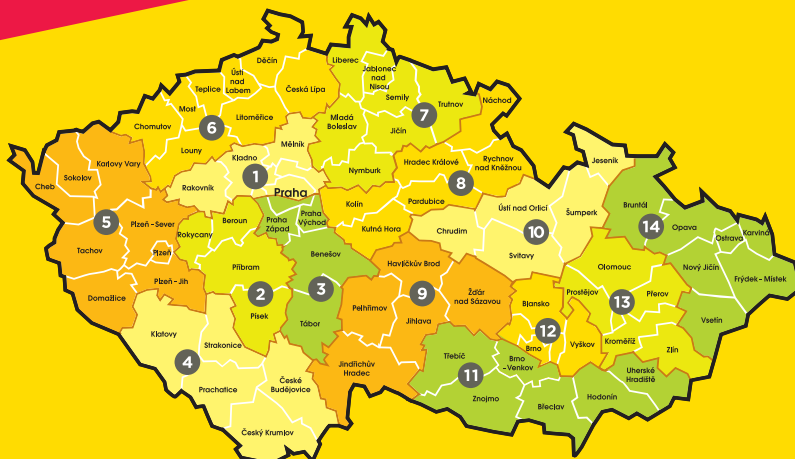 Děčín
Liberec
Ústí
nad
Labem
Teplice
Česká Lípa
Jablonec
nad
Nisou
Semily
Trutnov
Náchod
Most
Chomutov
6
Litoměřice
Mladá
Boleslav
7
Jičín
Louny
Mělník
Kladno
Karlovy Vary
Sokolov
Cheb
Rakovník
1
Praha
Nymburk
Hradec Králové
Rychnov
nad Kněžnou
8
Jeseník
Kolín
Pardubice
Ústí nad Orlicí
Šumperk
Bruntál
5
Plzeň-Sever
Rokycany
Beroun
Praha
Západ
Praha
Východ
Kutná Hora
Chrudim
10
14
Opava
Ostrava
Karviná
Tachov
Plzeň
Benešov
Havlíčkův Brod
Svitavy
Olomouc
Nový Jičín
Frýdek-Místek
Plzeň-Jih
Příbram
2
3
9
Žďár
nad Sázavou
Domažlice
Písek
Tábor
Pelhřimov
Jihlava
Blansko
Prostějov
13
Přerov
Vsetín
Klatovy
Strakonice
4
12
Brno
Vyškov
Kroměříž
Zlín
Jindřichův
Hradec
Třebíč
11
Brno
-Venkov
Uherské
Hradiště
Prachatice
České
Budějovice
Znojmo
Břeclav
Hodonín
Český Krumlov